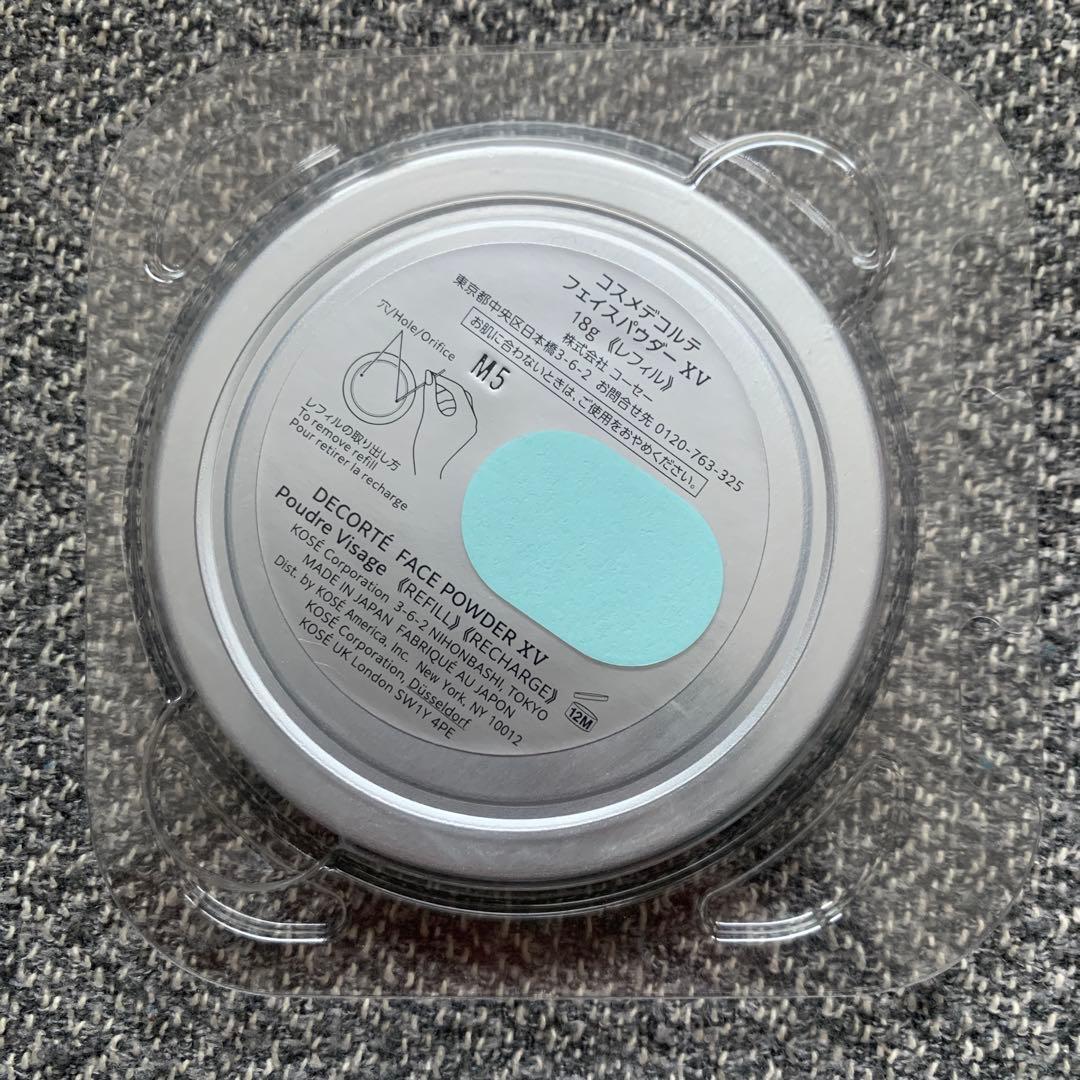 コスメデコルテ
フェイスパウダー XV
18g 《レフィル》
株式会社 コーセー
東京都中央区日本橋3-6-2 お問合せ先 0120-763-325
お肌に合わないときは、ご使用をおやめください。
M5
穴/Hole/Orifice
レフィルの取り出し方
To remove refill
Pour retirer la recharge
DECORTÉ FACE POWDER XV
Poudre Visage 《REFILL》《RECHARGE》
KOSÉ Corporation 3-6-2 NIHONBASHI, TOKYO
MADE IN JAPAN FABRIQUÉ AU JAPON
Dist. by KOSÉ America, Inc. New York, NY 10012
KOSÉ Corporation, Düsseldorf
KOSÉ UK London SW1Y 4PE
12M